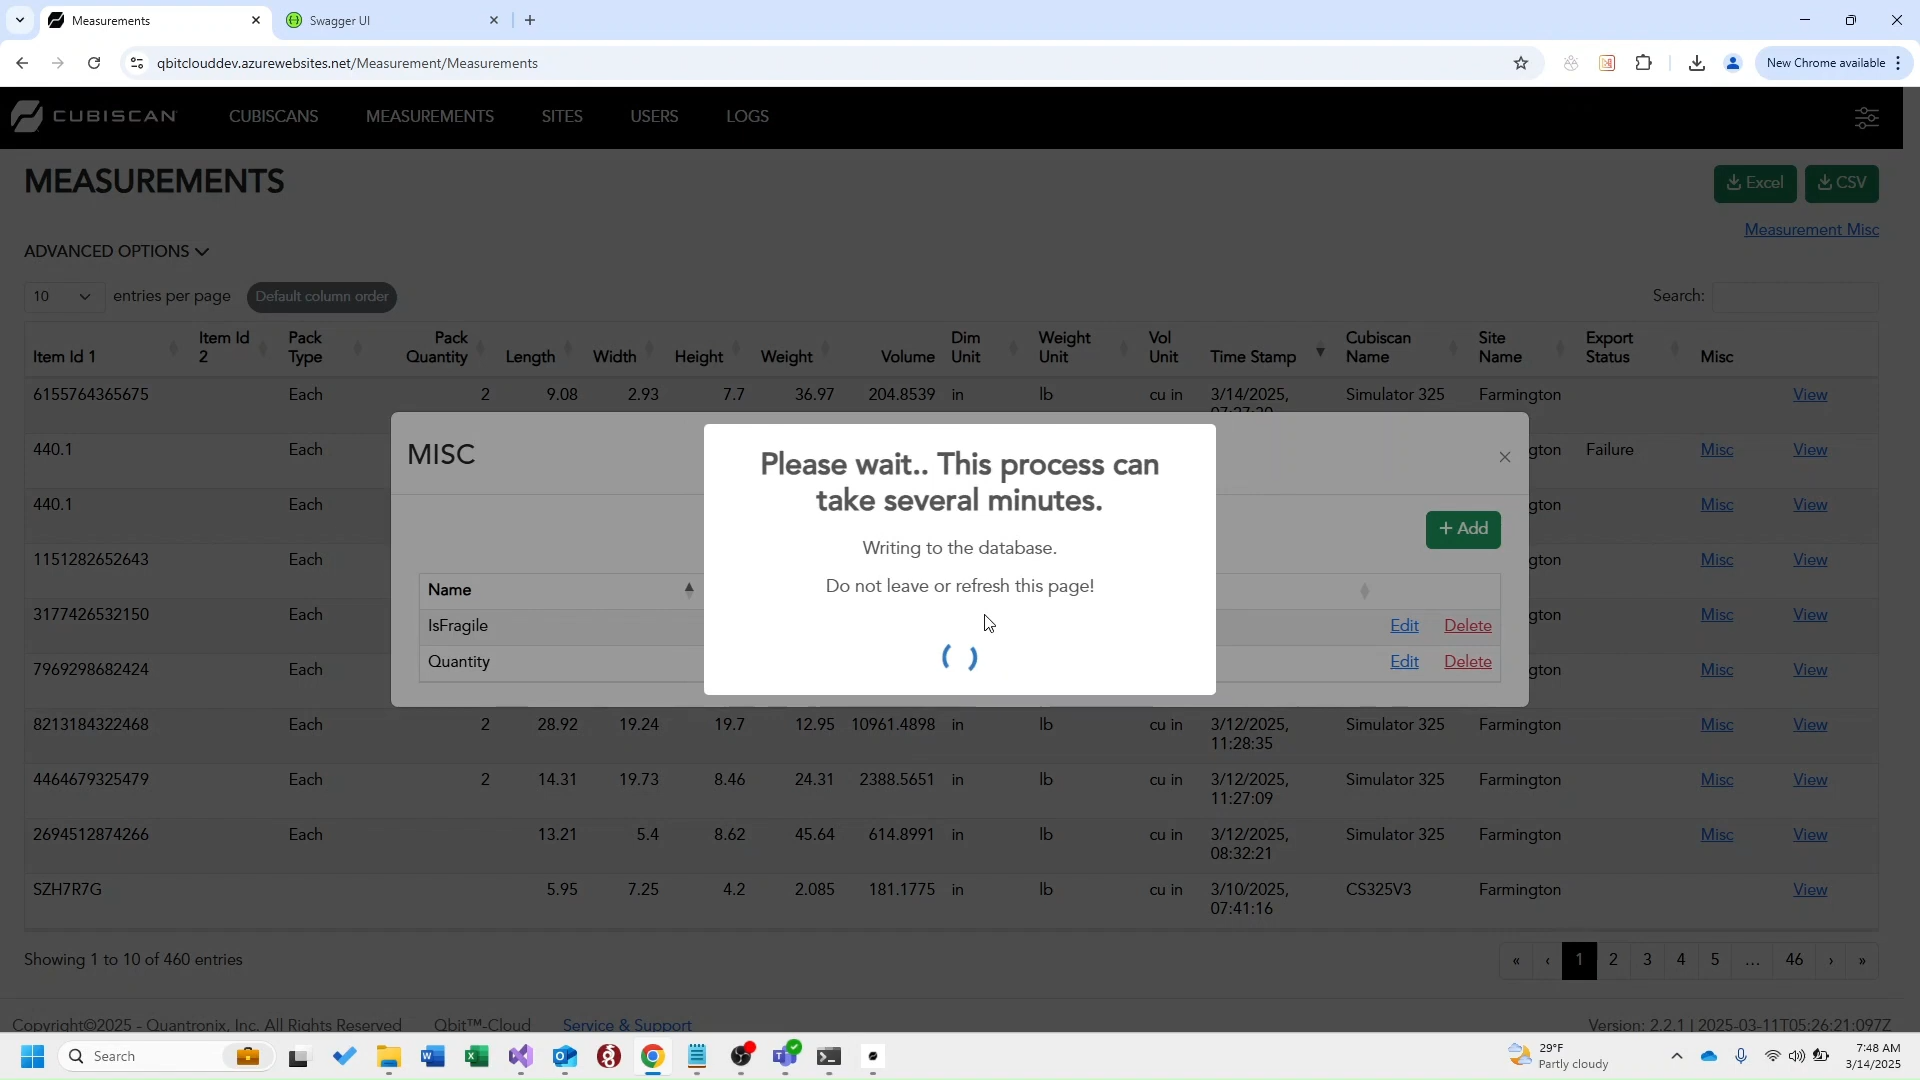 Measurements
Swagger UI
qbitclouddev.azurewebsites.net/Measurement/Measurements
New Chrome available
CUBISCAN
CUBISCANS
MEASUREMENTS
SITES
USERS
LOGS
MEASUREMENTS
Excel
CSV
Measurement Misc
ADVANCED OPTIONS
10 entries per page
Default column order
Search:
Item Id 1 Item Id 2 Pack Type Pack Quantity Length Width Height Weight Volume Dim Unit Weight Unit Vol Unit Time Stamp Cubiscan Name Site Name Export Status Misc
6155764365675 Each 2 9.08 2.93 7.7 36.97 204.8539 in lb cu in 3/14/2025, Simulator 325 Farmington View
440.1 Each gton Failure Misc View
440.1 Each gton Misc View
1151282652643 Each gton Misc View
3177426532150 Each gton Misc View
7969298682424 Each gton Misc View
MISC
+ Add
Name
IsFragile Edit Delete
Quantity Edit Delete
Please wait.. This process can
take several minutes.
Writing to the database.
Do not leave or refresh this page!
8213184322468 Each 2 28.92 19.24 19.7 12.95 10961.4898 in lb cu in 3/12/2025, 11:28:35 Simulator 325 Farmington Misc View
4464679325479 Each 2 14.31 19.73 8.46 24.31 2388.5651 in lb cu in 3/12/2025, 11:27:09 Simulator 325 Farmington Misc View
2694512874266 Each 13.21 5.4 8.62 45.64 614.8991 in lb cu in 3/12/2025, 08:32:21 Simulator 325 Farmington Misc View
SZH7R7G 5.95 7.25 4.2 2.085 181.1775 in lb cu in 3/10/2025, 07:41:16 CS325V3 Farmington View
Showing 1 to 10 of 460 entries
« ‹ 1 2 3 4 5 … 46 › »
Copyright©2025 - Quantronix, Inc. All Rights Reserved Qbit™-Cloud Service & Support
Version: 2.2.1 | 2025-03-11T05:26:21:097Z
Search
29°F
Partly cloudy
7:48 AM
3/14/2025